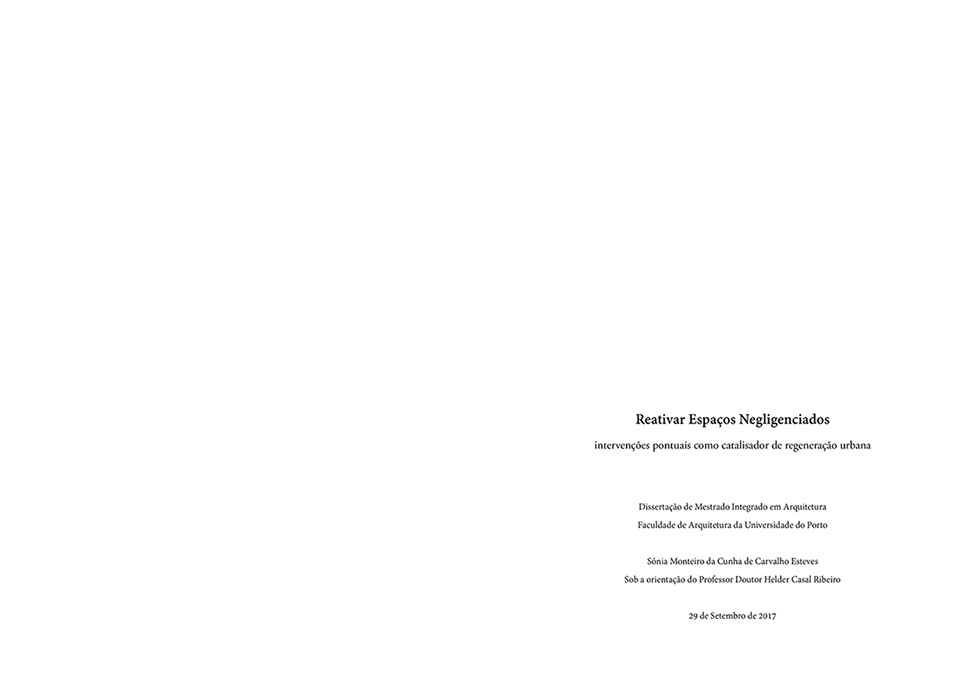 Reativar Espaços Negligenciados
intervenções pontuais como catalisador de regeneração urbana
Dissertação de Mestrado Integrado em Arquitetura
Faculdade de Arquitetura da Universidade do Porto
Sónia Monteiro da Cunha de Carvalho Esteves
Sob a orientação do Professor Doutor Helder Casal Ribeiro
29 de Setembro de 2017